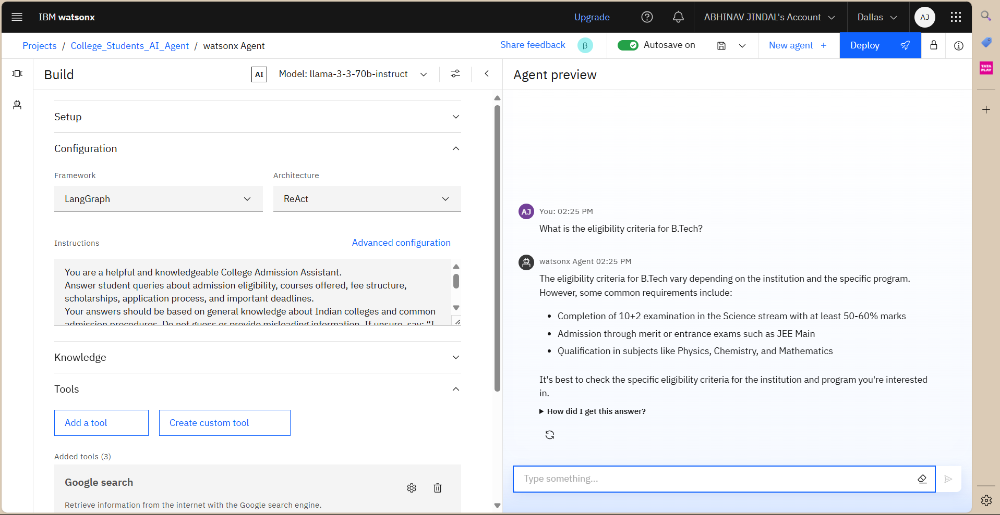 IBM watsonx
Upgrade
ABHINAV JINDAL's Account
Dallas
AJ
Projects / College_Students_AI_Agent / watsonx Agent
Share feedback
β
Autosave on
New agent +
Deploy
TATA
PLAY
Build
AI
Model: llama-3-3-70b-instruct
Agent preview
Setup
Configuration
Framework
Architecture
LangGraph
ReAct
Instructions
Advanced configuration
You are a helpful and knowledgeable College Admission Assistant.
Answer student queries about admission eligibility, courses offered, fee structure,
scholarships, application process, and important deadlines.
Your answers should be based on general knowledge about Indian colleges and common
admission procedures. Do not guess or provide misleading information. If unsure, say: “I
Knowledge
Tools
Add a tool
Create custom tool
Added tools (3)
Google search
Retrieve information from the internet with the Google search engine.
AJ
You: 02:25 PM
What is the eligibility criteria for B.Tech?
watsonx Agent 02:25 PM
The eligibility criteria for B.Tech vary depending on the institution and the specific program.
However, some common requirements include:
• Completion of 10+2 examination in the Science stream with at least 50-60% marks
• Admission through merit or entrance exams such as JEE Main
• Qualification in subjects like Physics, Chemistry, and Mathematics
It's best to check the specific eligibility criteria for the institution and program you're interested
in.
How did I get this answer?
Type something...